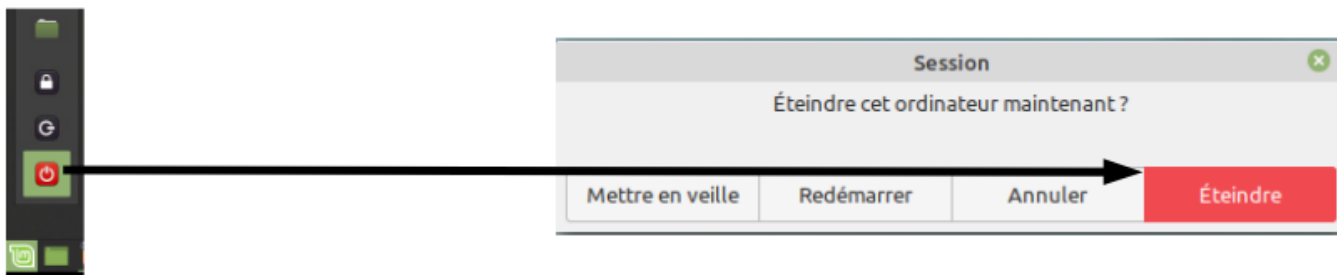 Session
Éteindre cet ordinateur maintenant ?
Mettre en veille Redémarrer Annuler Éteindre